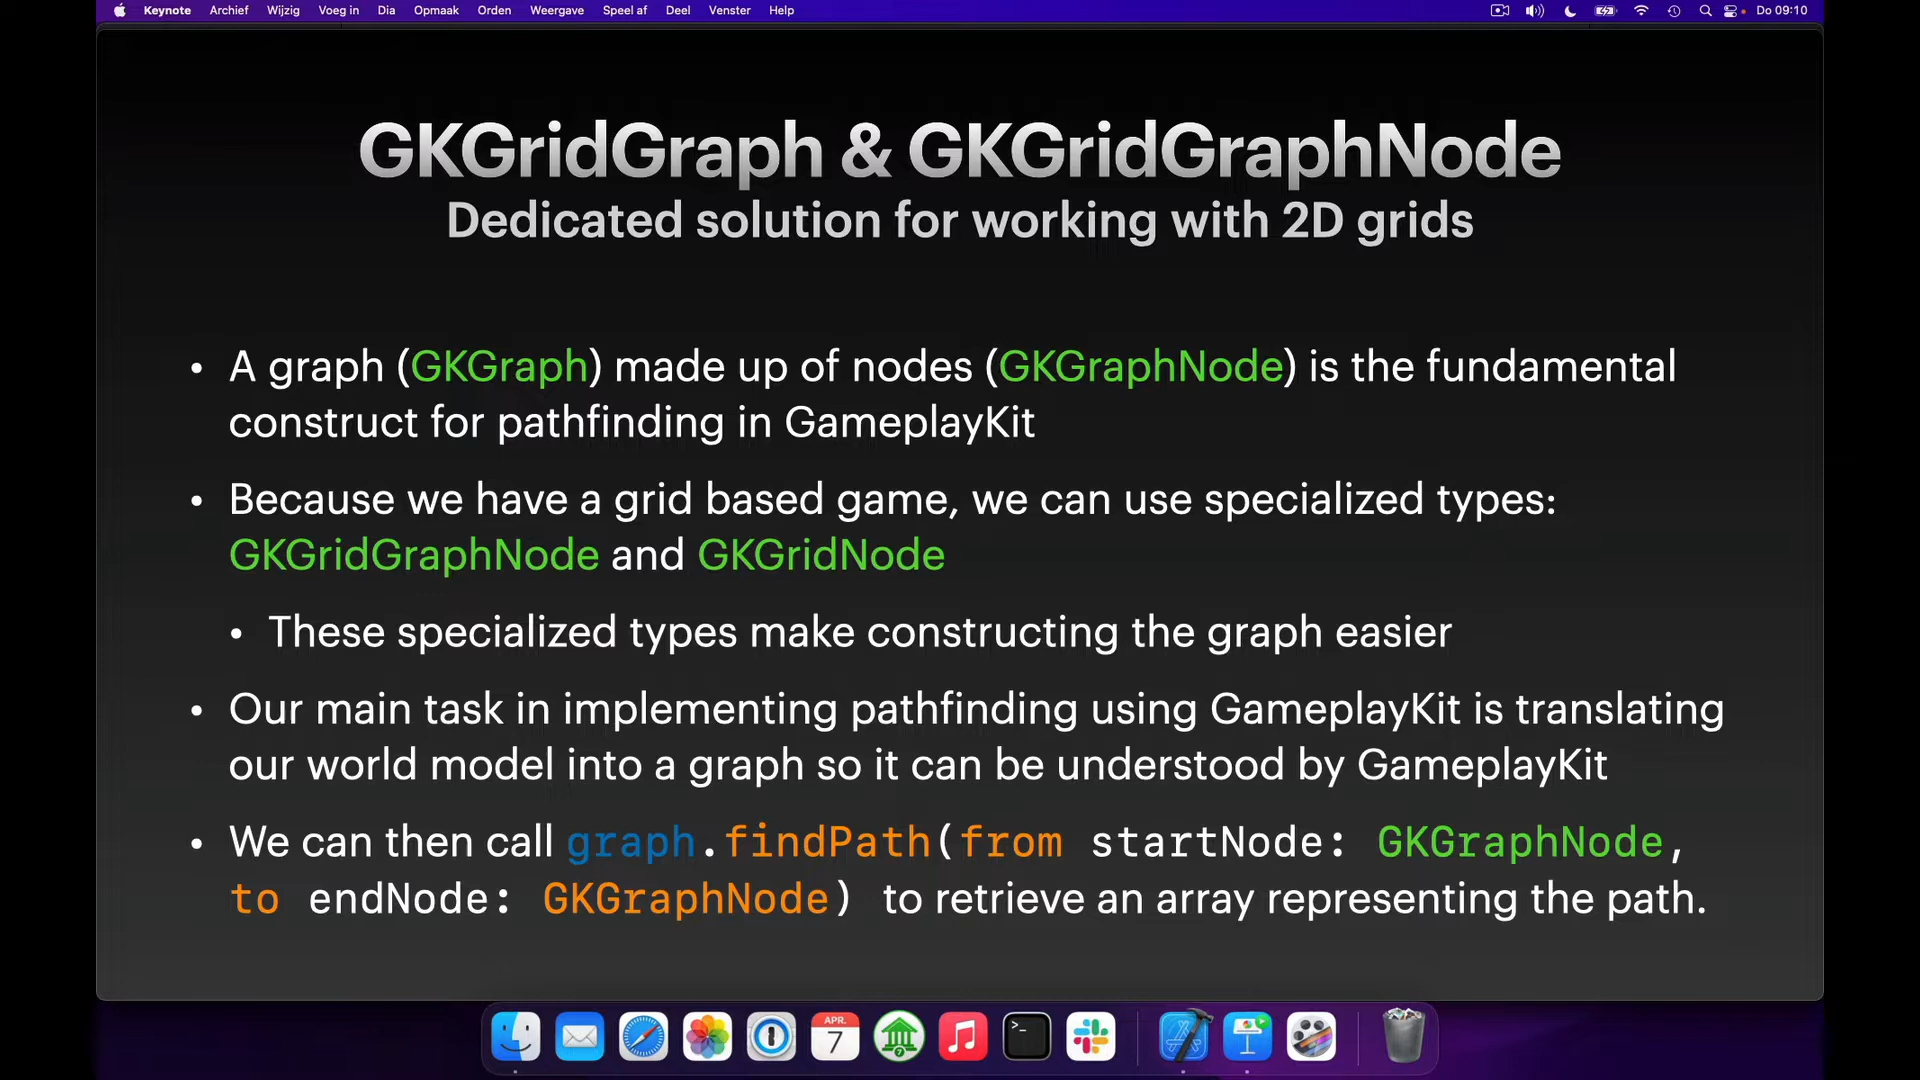 Keynote Archief Wijzig Voeg in Dia Opmaak Orden Weergave Speel af Deel Venster Help Do 09:10
GKGridGraph & GKGridGraphNode
Dedicated solution for working with 2D grids
• A graph (GKGraph) made up of nodes (GKGraphNode) is the fundamental
construct for pathfinding in GameplayKit
• Because we have a grid based game, we can use specialized types:
GKGridGraphNode and GKGridNode
• These specialized types make constructing the graph easier
• Our main task in implementing pathfinding using GameplayKit is translating
our world model into a graph so it can be understood by GameplayKit
• We can then call graph.findPath(from startNode: GKGraphNode,
to endNode: GKGraphNode) to retrieve an array representing the path.
APR.
7
7
>_